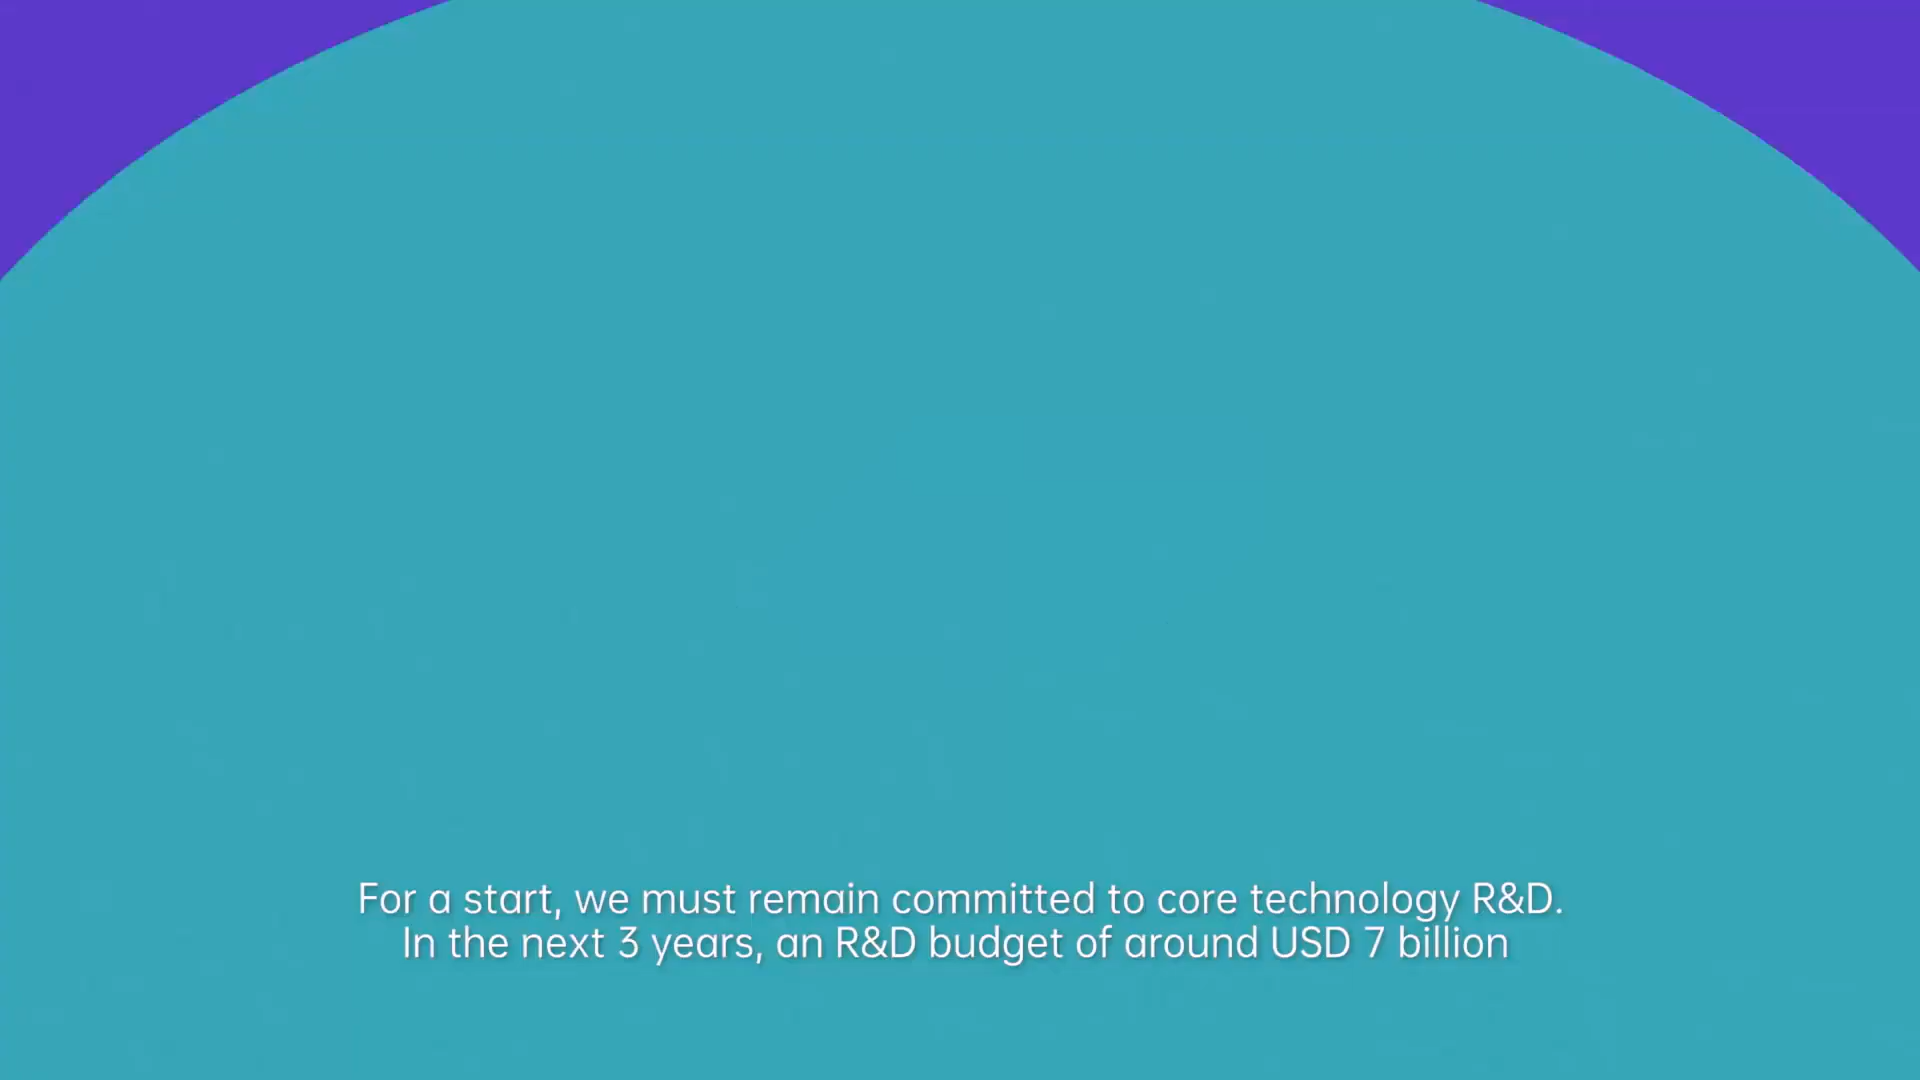 For a start, we must remain committed to core technology R&D.
In the next 3 years, an R&D budget of around USD 7 billion